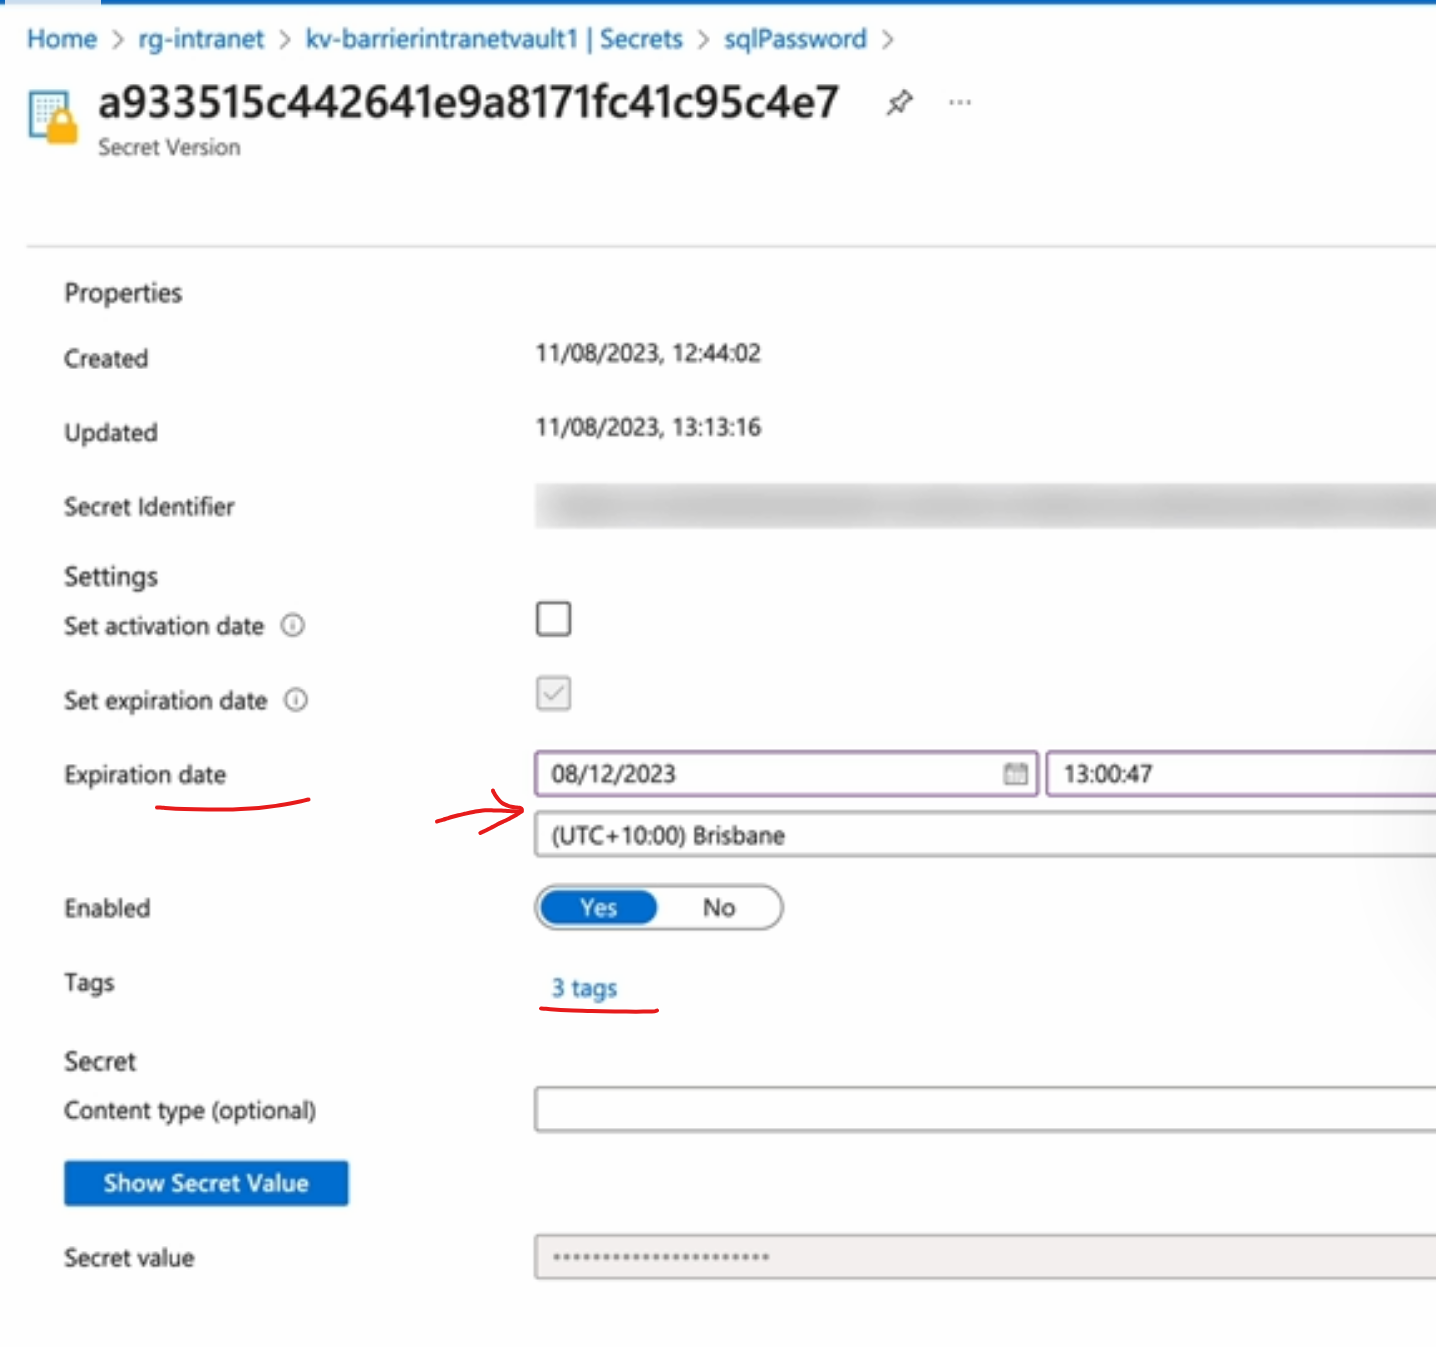 Home > rg-intranet > kv-barrierintranetvault1 | Secrets > sqlPassword >
a933515c442641e9a8171fc41c95c4e7 ...
Secret Version
Properties
Created 11/08/2023, 12:44:02
Updated 11/08/2023, 13:13:16
Secret Identifier
Settings
Set activation date
Set expiration date
Expiration date 08/12/2023 13:00:47
(UTC+10:00) Brisbane
Enabled Yes No
Tags 3 tags
Secret
Content type (optional)
Show Secret Value
Secret value ••••••••••••••••••••••